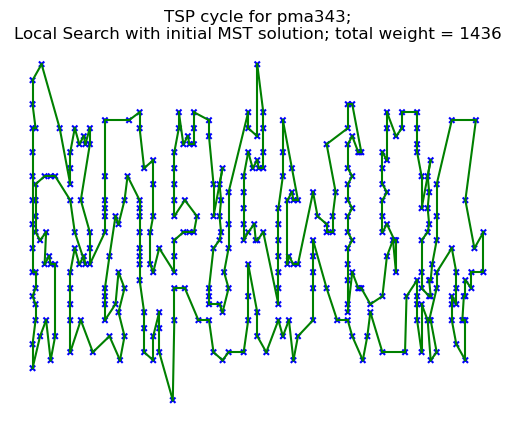 TSP cycle for pma343;
Local Search with initial MST solution; total weight = 1436